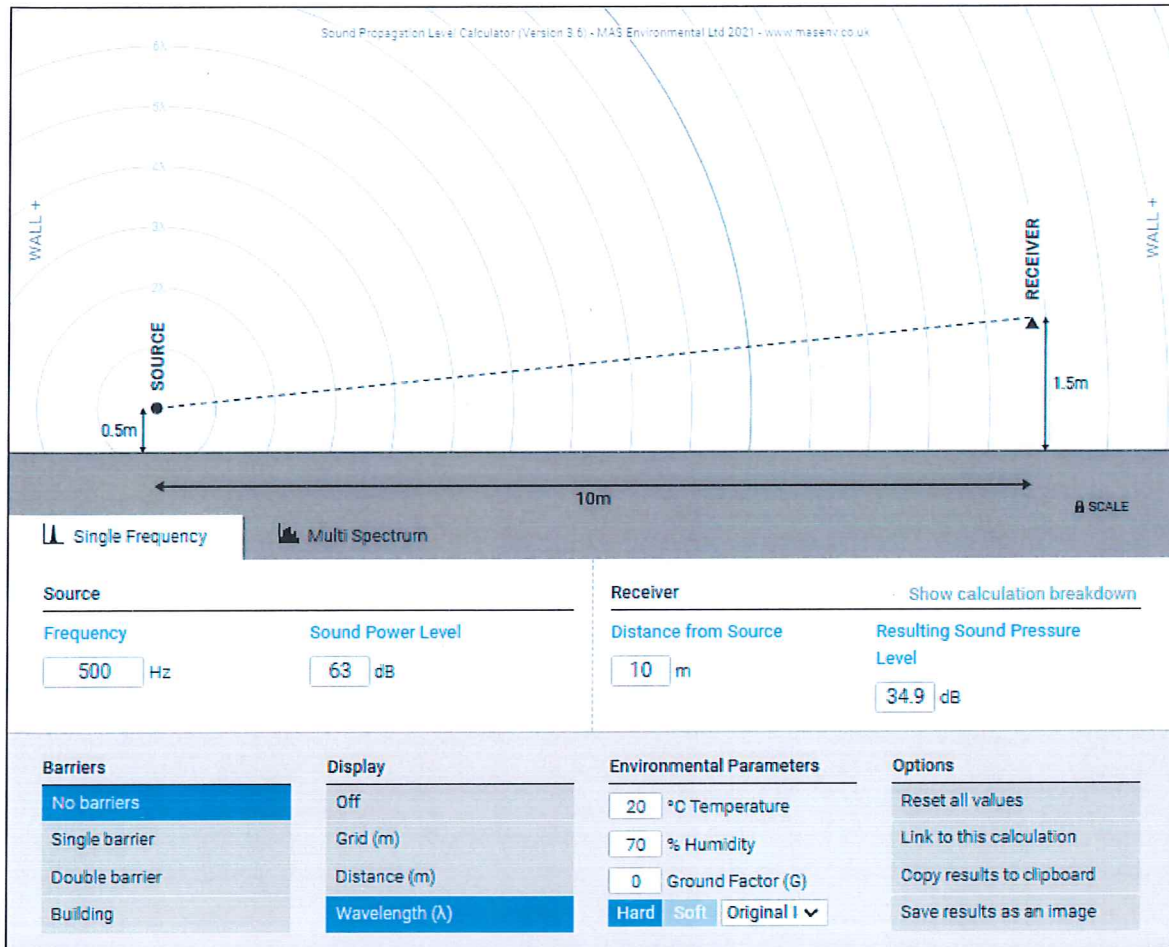 Sound Propagation Level Calculator (Version 3.6) - MAS Environmental Ltd 2021 - www.masenv.co.uk
WALL +
WALL +
4λ
3λ
2λ
SOURCE
RECEIVER
0.5m
1.5m
10m
SCALE
Single Frequency
Multi Spectrum
Source
Frequency
Sound Power Level
500 Hz
63 dB
Receiver
Show calculation breakdown
Distance from Source
Resulting Sound Pressure
Level
10 m
34.9 dB
Barriers
No barriers
Single barrier
Double barrier
Building
Display
Off
Grid (m)
Distance (m)
Wavelength (λ)
Environmental Parameters
20 °C Temperature
70 % Humidity
0 Ground Factor (G)
Hard Soft Original I
Options
Reset all values
Link to this calculation
Copy results to clipboard
Save results as an image